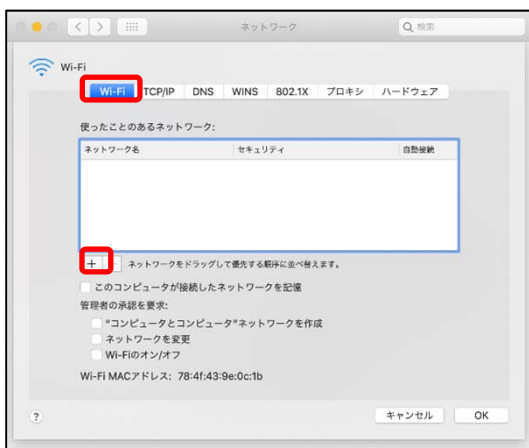 ネットワーク
検索
Wi-Fi
Wi-Fi TCP/IP DNS WINS 802.1X プロキシ ハードウェア
使ったことのあるネットワーク:
ネットワーク名 セキュリティ 自動接続
+ - ネットワークをドラッグして優先する順序に並べ替えます。
このコンピュータが接続したネットワークを記憶
管理者の承認を要求:
"コンピュータとコンピュータ"ネットワークを作成
ネットワークを変更
Wi-Fiのオン/オフ
Wi-Fi MACアドレス: 78:4f:43:9e:0c:1b
? キャンセル OK